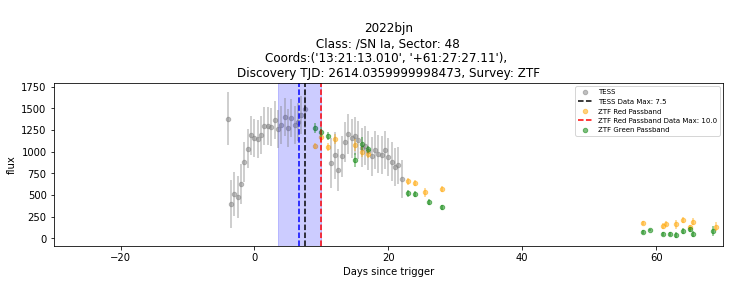 2022bjn
Class: /SN Ia, Sector: 48
Coords:('13:21:13.010', '+61:27:27.11'),
Discovery TJD: 2614.0359999998473, Survey: ZTF
TESS
TESS Data Max: 7.5
ZTF Red Passband
ZTF Red Passband Data Max: 10.0
ZTF Green Passband
1750
1500
1250
1000
750
500
250
0
flux
−20
0
20
40
60
Days since trigger